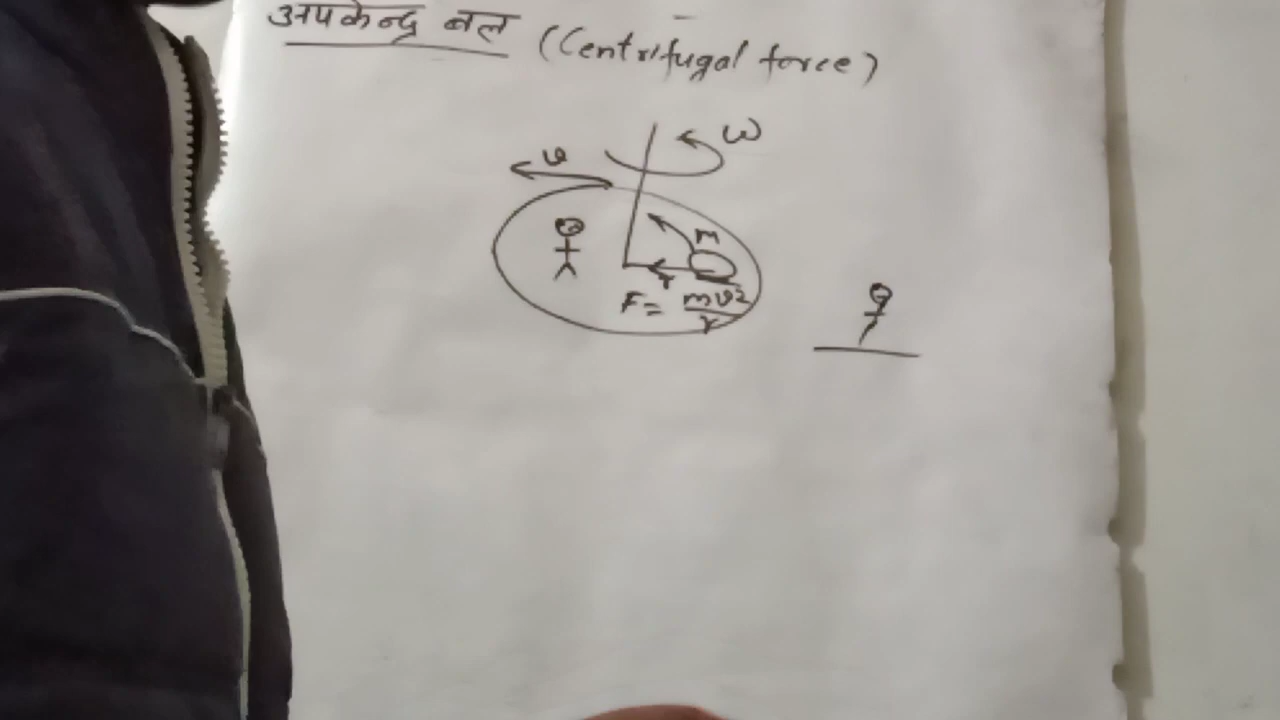 अपकेन्द्र बल (Centrifugal force)
ω
v
m
r
F = mv²/r